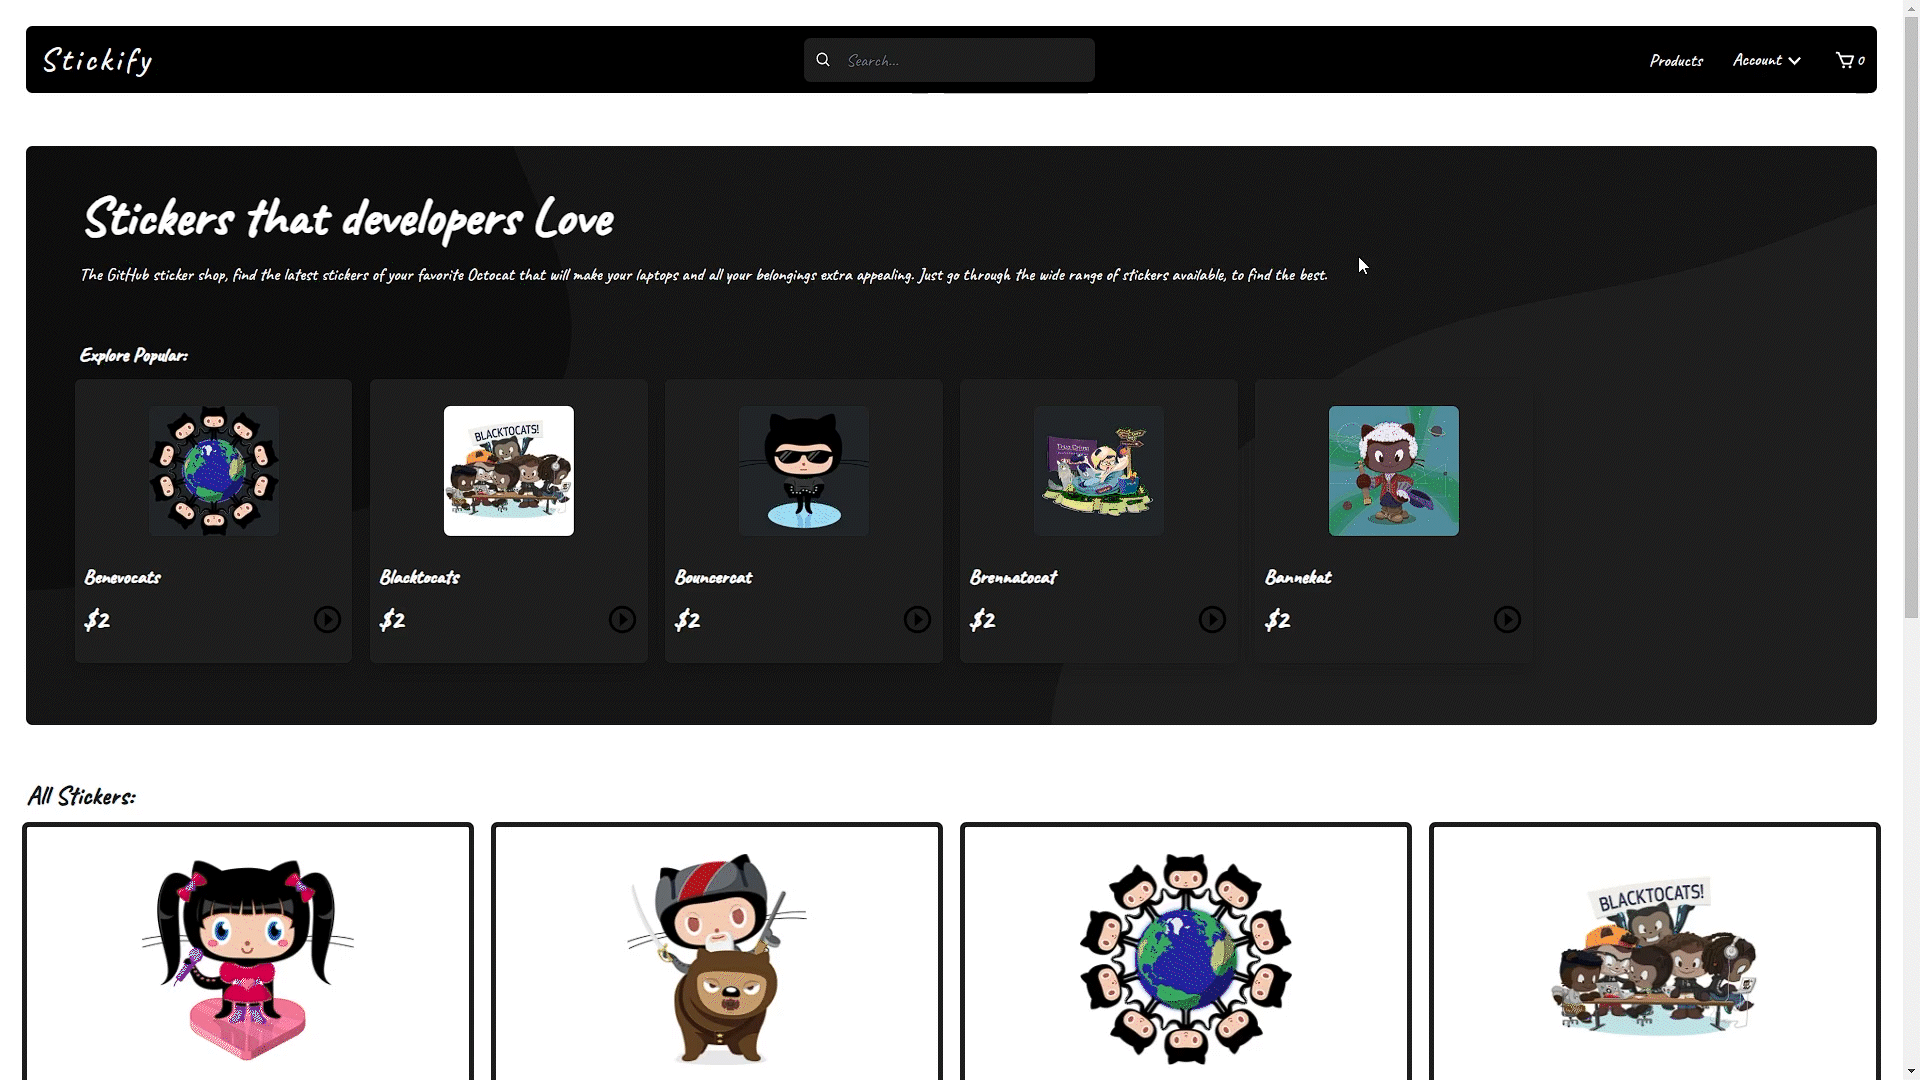 Stickify
Search...
Products
Account
0
Stickers that developers Love
The GitHub sticker shop, find the latest stickers of your favorite Octocat that will make your laptops and all your belongings extra appealing. Just go through the wide range of stickers available, to find the best.
Explore Popular:
BLACKTOCATS!
Benevocats
Blacktocats
Bouncercat
Brennatocat
Bannekat
$2
$2
$2
$2
$2
All Stickers:
BLACKTOCATS!